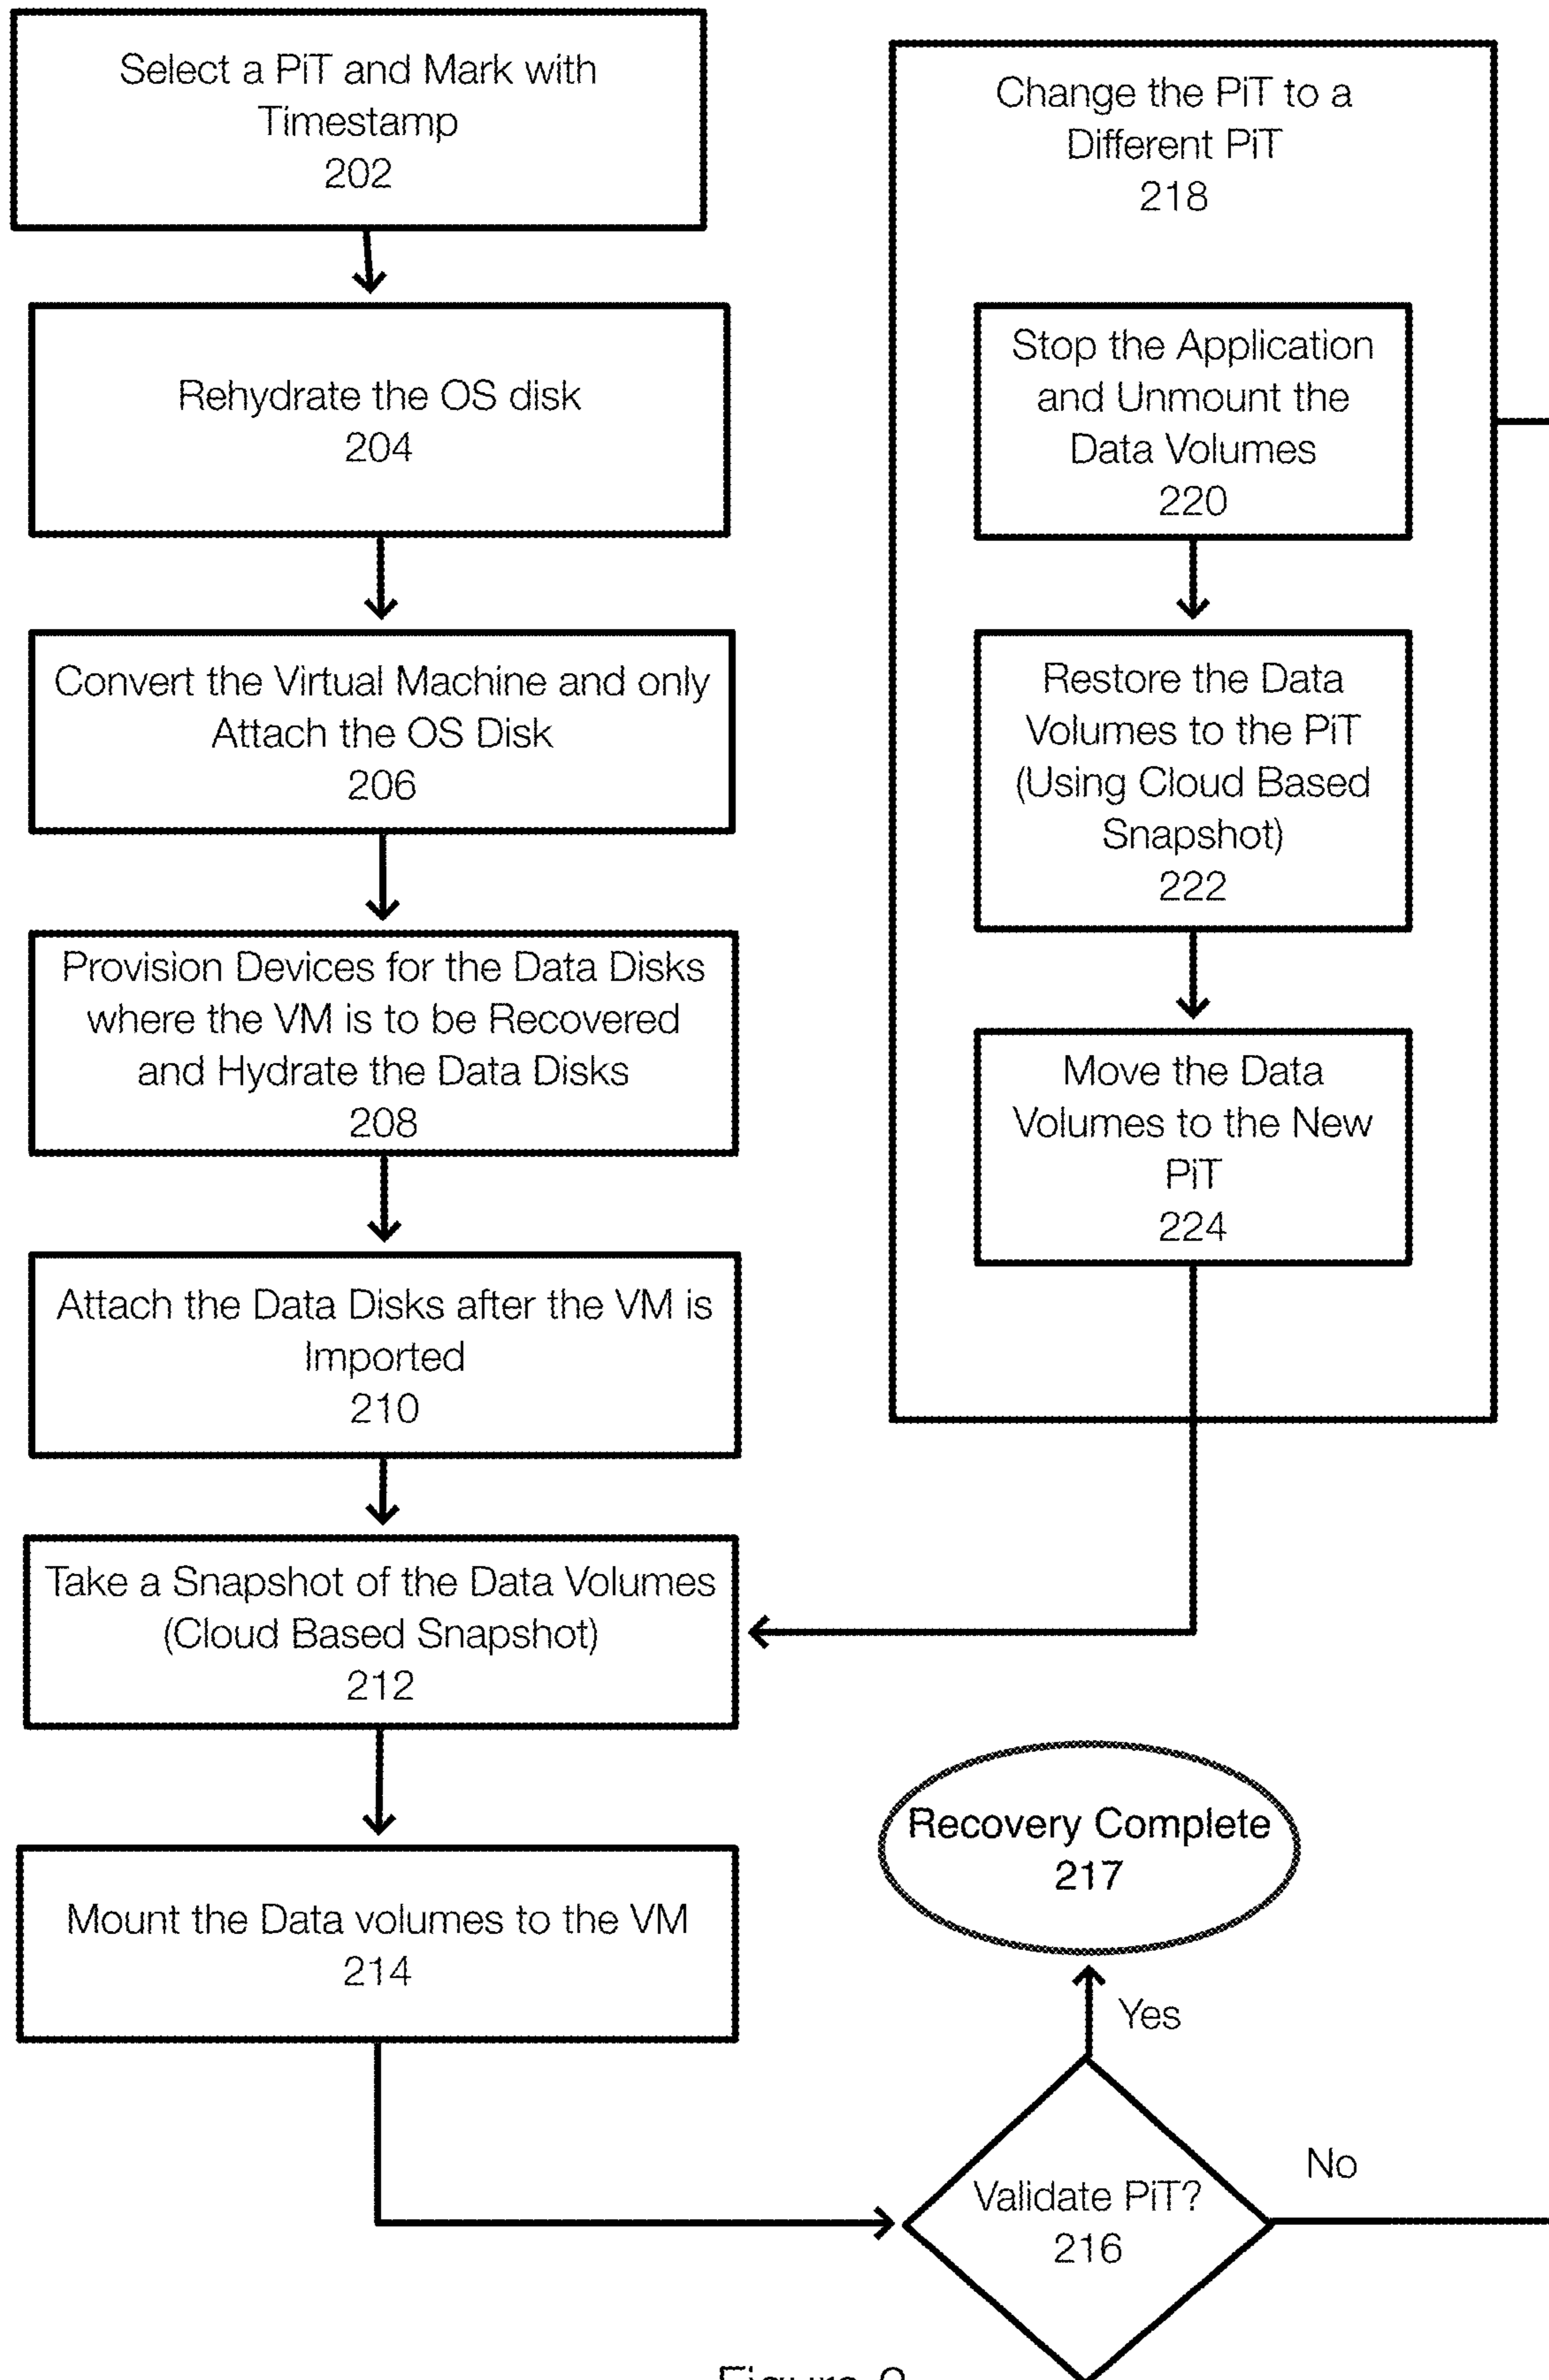 Select a PiT and Mark with
Timestamp
202
Rehydrate the OS disk
204
Convert the Virtual Machine and only
Attach the OS Disk
206
Provision Devices for the Data Disks
where the VM is to be Recovered
and Hydrate the Data Disks
208
Attach the Data Disks after the VM is
Imported
210
Take a Snapshot of the Data Volumes
(Cloud Based Snapshot)
212
Mount the Data volumes to the VM
214
Change the PiT to a
Different PiT
218
Stop the Application
and Unmount the
Data Volumes
220
Restore the Data
Volumes to the PiT
(Using Cloud Based
Snapshot)
222
Move the Data
Volumes to the New
PiT
224
Recovery Complete
217
Yes
No
Validate PiT?
216
Figure